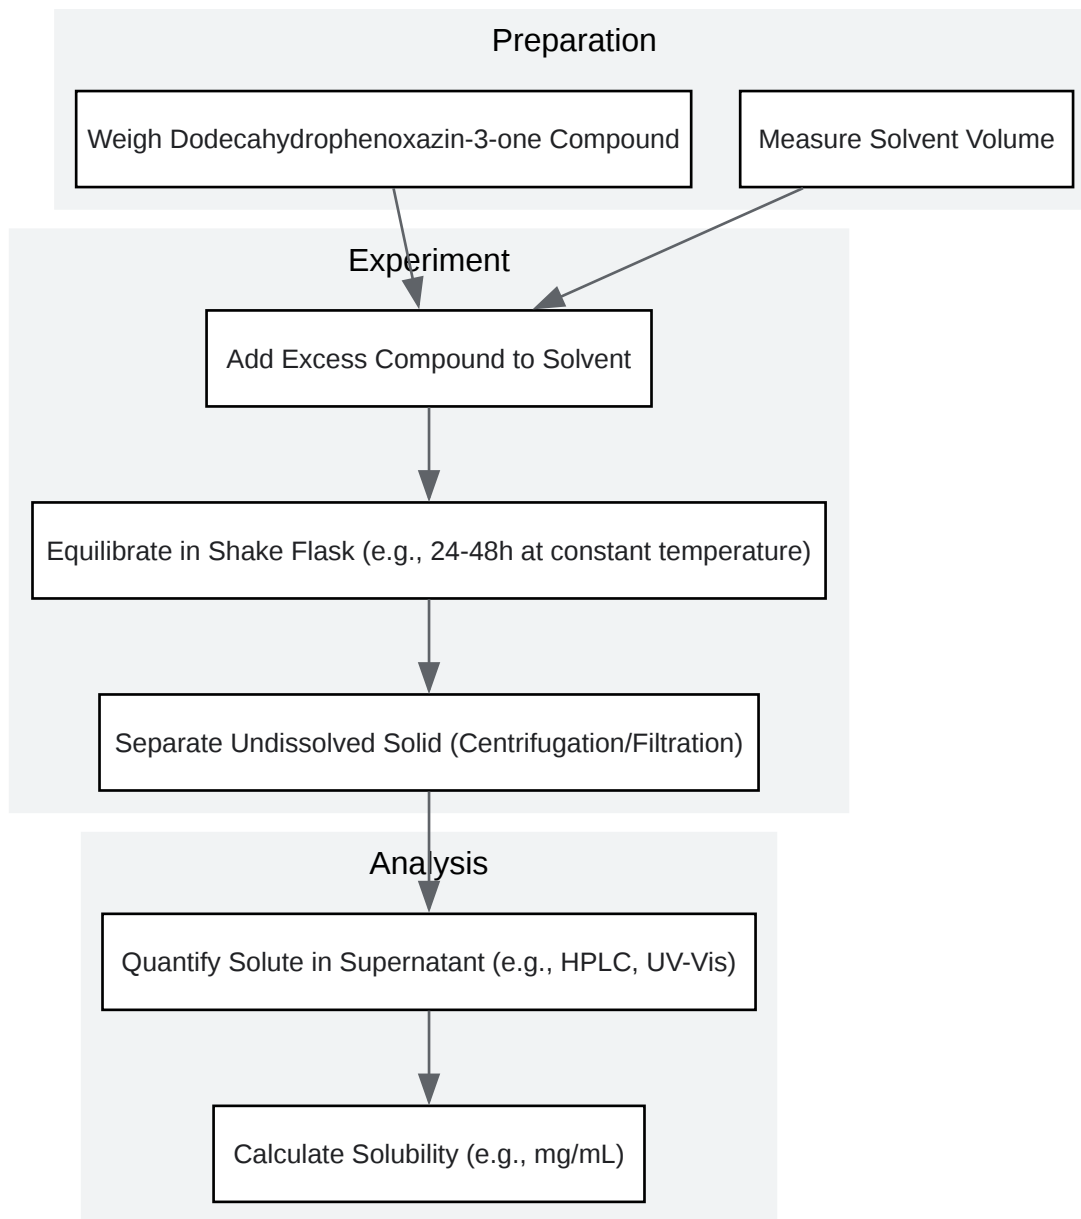 Preparation
Weigh Dodecahydrophenoxazin-3-one Compound
Measure Solvent Volume
Experiment
Add Excess Compound to Solvent
Equilibrate in Shake Flask (e.g., 24-48h at constant temperature)
Separate Undissolved Solid (Centrifugation/Filtration)
Analysis
Quantify Solute in Supernatant (e.g., HPLC, UV-Vis)
Calculate Solubility (e.g., mg/mL)